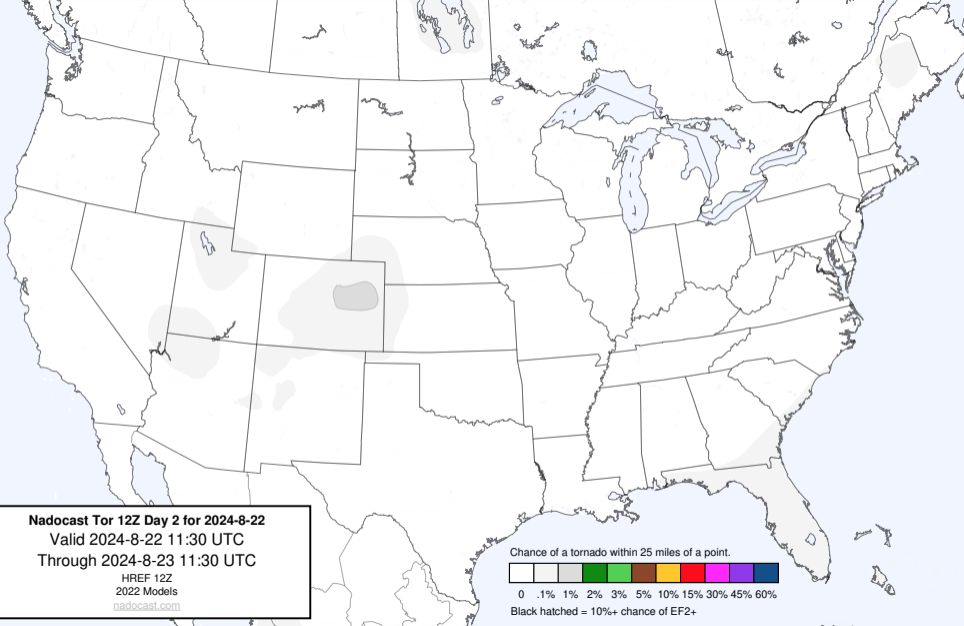 Nadocast Tor 12Z Day 2 for 2024-8-22
Valid 2024-8-22 11:30 UTC
Through 2024-8-23 11:30 UTC
HREF 12Z
2022 Models
nadocast.com
Chance of a tornado within 25 miles of a point.
0 .1% 1% 2% 3% 5% 10% 15% 30% 45% 60%
Black hatched = 10%+ chance of EF2+